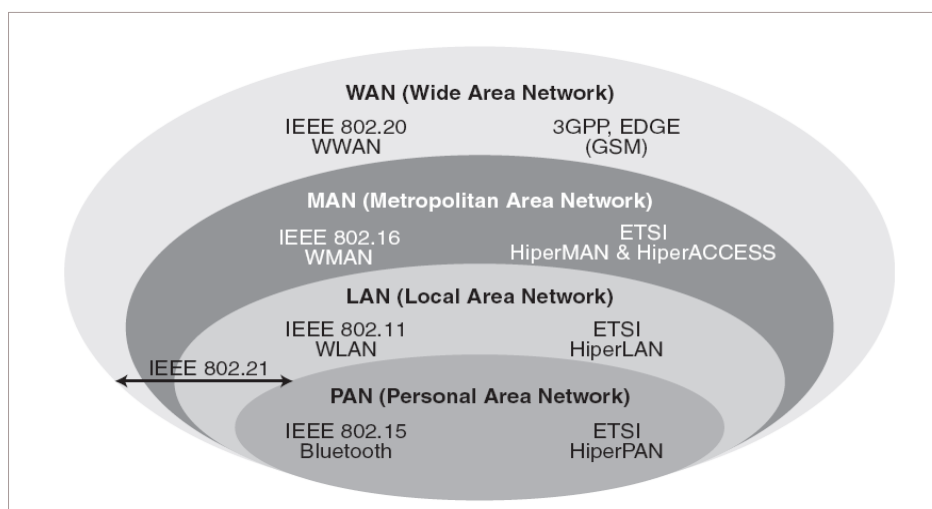 WAN (Wide Area Network)
IEEE 802.20
WWAN
3GPP, EDGE
(GSM)
MAN (Metropolitan Area Network)
IEEE 802.16
WMAN
ETSI
HiperMAN & HiperACCESS
LAN (Local Area Network)
IEEE 802.11
WLAN
ETSI
HiperLAN
IEEE 802.21
PAN (Personal Area Network)
IEEE 802.15
Bluetooth
ETSI
HiperPAN